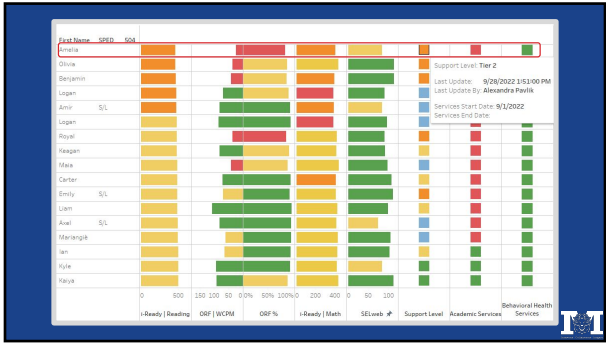 First Name SPED 504
Amelia
Olivia
Support Level: Tier 2
Benjamin
Last Update: 9/28/2022 1:51:00 PM
Logan
Last Update By: Alexandra Pavlik
Amir S/L
Services Start Date: 9/1/2022
Services End Date:
Logan
Royal
Keagan
Maia
Carter
Emily S/L
Liam
Axel S/L
Mariangie
Ian
Kyle
Kaiya
0 500 150 100 50 0 0% 50% 100% 0 200 400 0 50 100
i-Ready | Reading ORF | WCPM ORF % i-Ready | Math SELweb Support Level Academic Services Behavioral Health Services